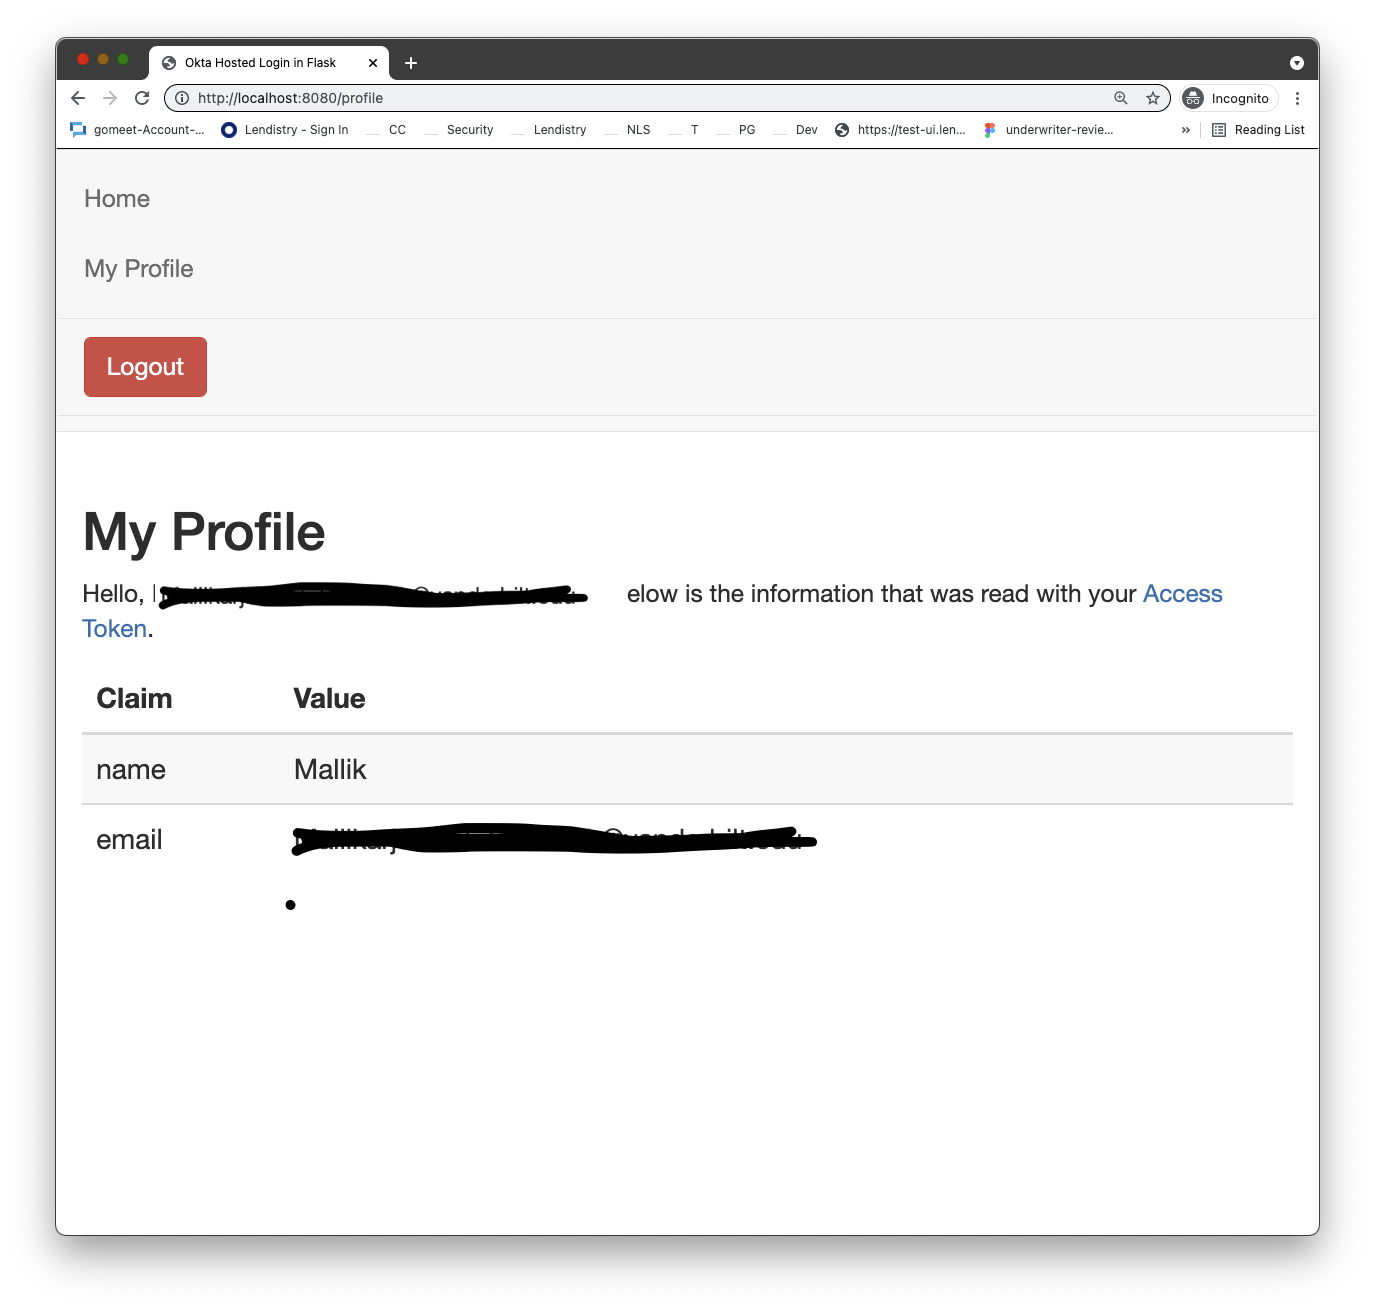 Okta Hosted Login in Flask
http://localhost:8080/profile
Incognito
gomeet-Account-... Lendistry - Sign In CC Security Lendistry NLS T PG Dev https://test-ui.len... underwriter-revie... » Reading List
Home
My Profile
Logout
My Profile
Hello, elow is the information that was read with your Access
Token.
Claim Value
name Mallik
email